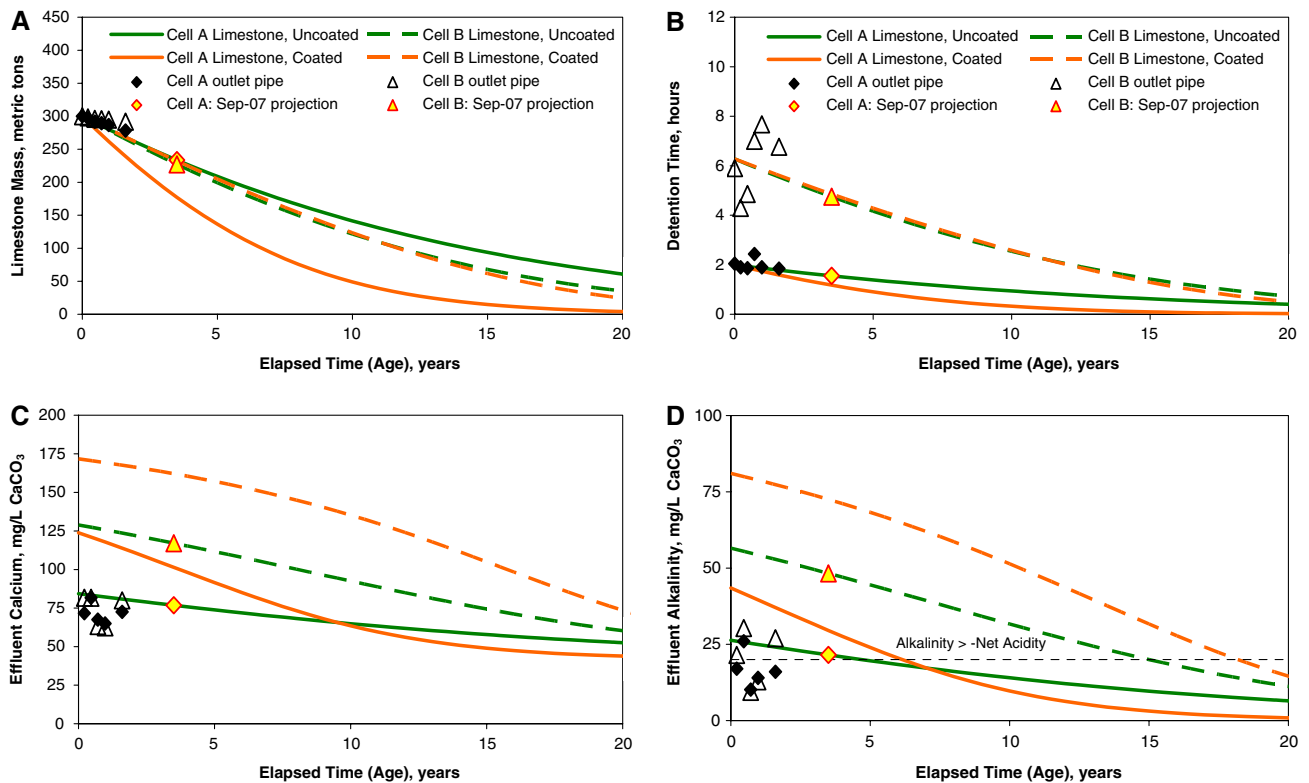 A
Limestone Mass, metric tons
450
400
350
300
250
200
150
100
50
0
Cell A Limestone, Uncoated
Cell B Limestone, Uncoated
Cell A Limestone, Coated
Cell B Limestone, Coated
Cell A outlet pipe
Cell B outlet pipe
Cell A: Sep-07 projection
Cell B: Sep-07 projection
0 5 10 15 20
Elapsed Time (Age), years
B
Detention Time, hours
12
10
8
6
4
2
0
Cell A Limestone, Uncoated
Cell B Limestone, Uncoated
Cell A Limestone, Coated
Cell B Limestone, Coated
Cell A outlet pipe
Cell B outlet pipe
Cell A: Sep-07 projection
Cell B: Sep-07 projection
0 5 10 15 20
Elapsed Time (Age), years
C
Effluent Calcium, mg/L CaCO3
200
175
150
125
100
75
50
25
0
0 5 10 15 20
Elapsed Time (Age), years
D
Effluent Alkalinity, mg/L CaCO3
100
75
50
25
0
Alkalinity > -Net Acidity
0 5 10 15 20
Elapsed Time (Age), years